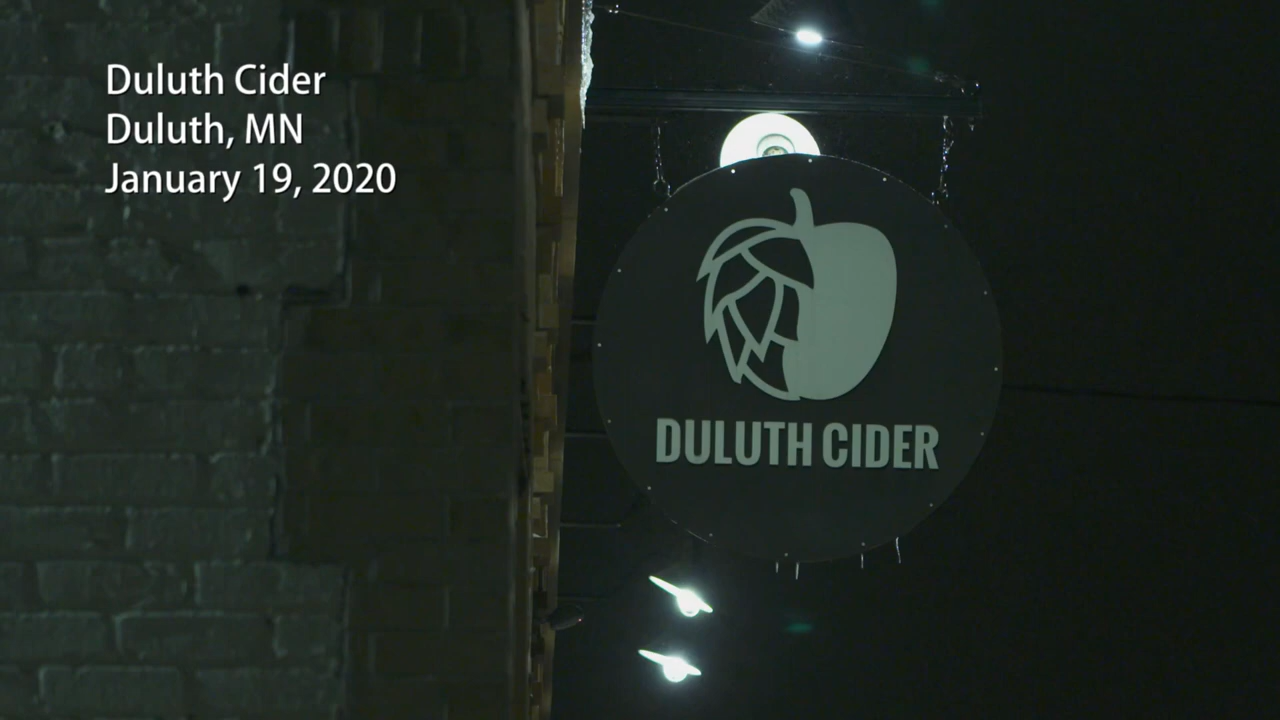 Duluth Cider
Duluth, MN
January 19, 2020
DULUTH CIDER